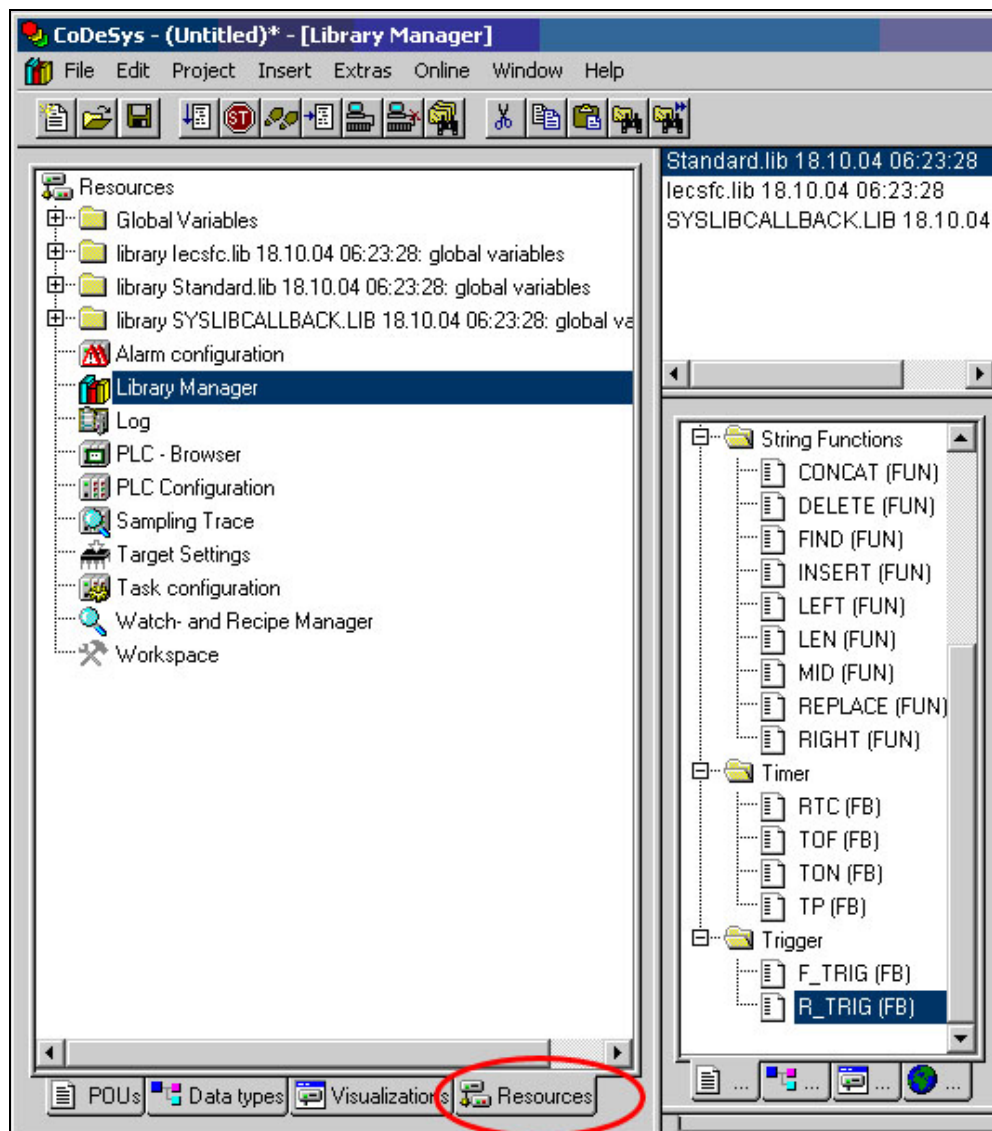 CoDeSys - (Untitled)* - [Library Manager]
File Edit Project Insert Extras Online Window Help
ST
Resources
Global Variables
library Iecsfc.lib 18.10.04 06:23:28: global variables
library Standard.lib 18.10.04 06:23:28: global variables
library SYSLIBCALLBACK.LIB 18.10.04 06:23:28: global va
Alarm configuration
Library Manager
Log
PLC - Browser
PLC Configuration
Sampling Trace
Target Settings
Task configuration
Watch- and Recipe Manager
Workspace
POUs Data types Visualizations Resources
Standard.lib 18.10.04 06:23:28
Iecsfc.lib 18.10.04 06:23:28
SYSLIBCALLBACK.LIB 18.10.04
String Functions
CONCAT (FUN)
DELETE (FUN)
FIND (FUN)
INSERT (FUN)
LEFT (FUN)
LEN (FUN)
MID (FUN)
REPLACE (FUN)
RIGHT (FUN)
Timer
RTC (FB)
TOF (FB)
TON (FB)
TP (FB)
Trigger
F_TRIG (FB)
R_TRIG (FB)
... ... ... ...